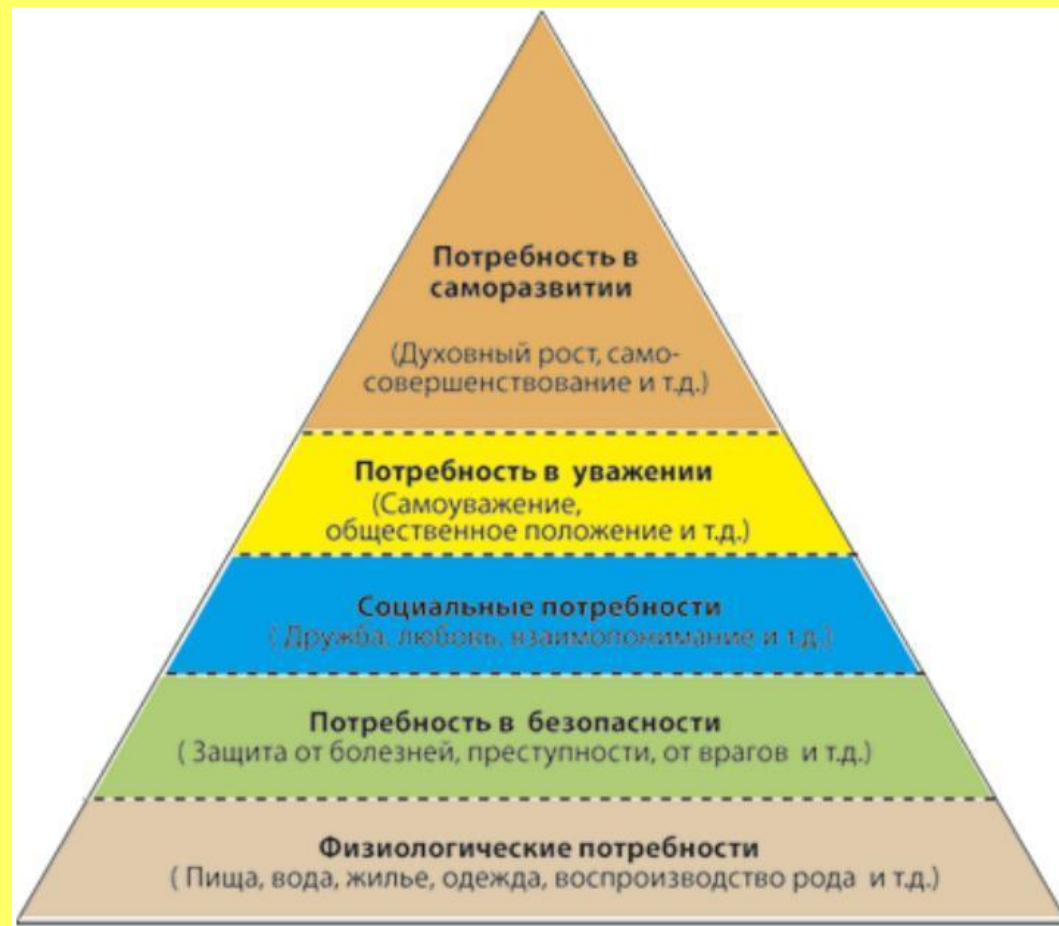 Потребность в
саморазвитии
(Духовный рост, само-
совершенствование и т.д.)
Потребность в уважении
(Самоуважение,
общественное положение и т.д.)
Социальные потребности
( Дружба, любовь, взаимопонимание и т.д.)
Потребность в безопасности
( Защита от болезней, преступности, от врагов и т.д.)
Физиологические потребности
( Пища, вода, жилье, одежда, воспроизводство рода и т.д.)